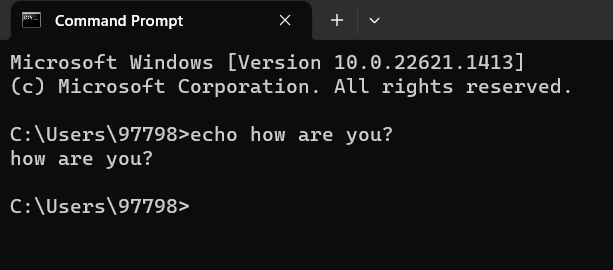 Command Prompt
Microsoft Windows [Version 10.0.22621.1413]
(c) Microsoft Corporation. All rights reserved.
C:\Users\97798>echo how are you?
how are you?
C:\Users\97798>